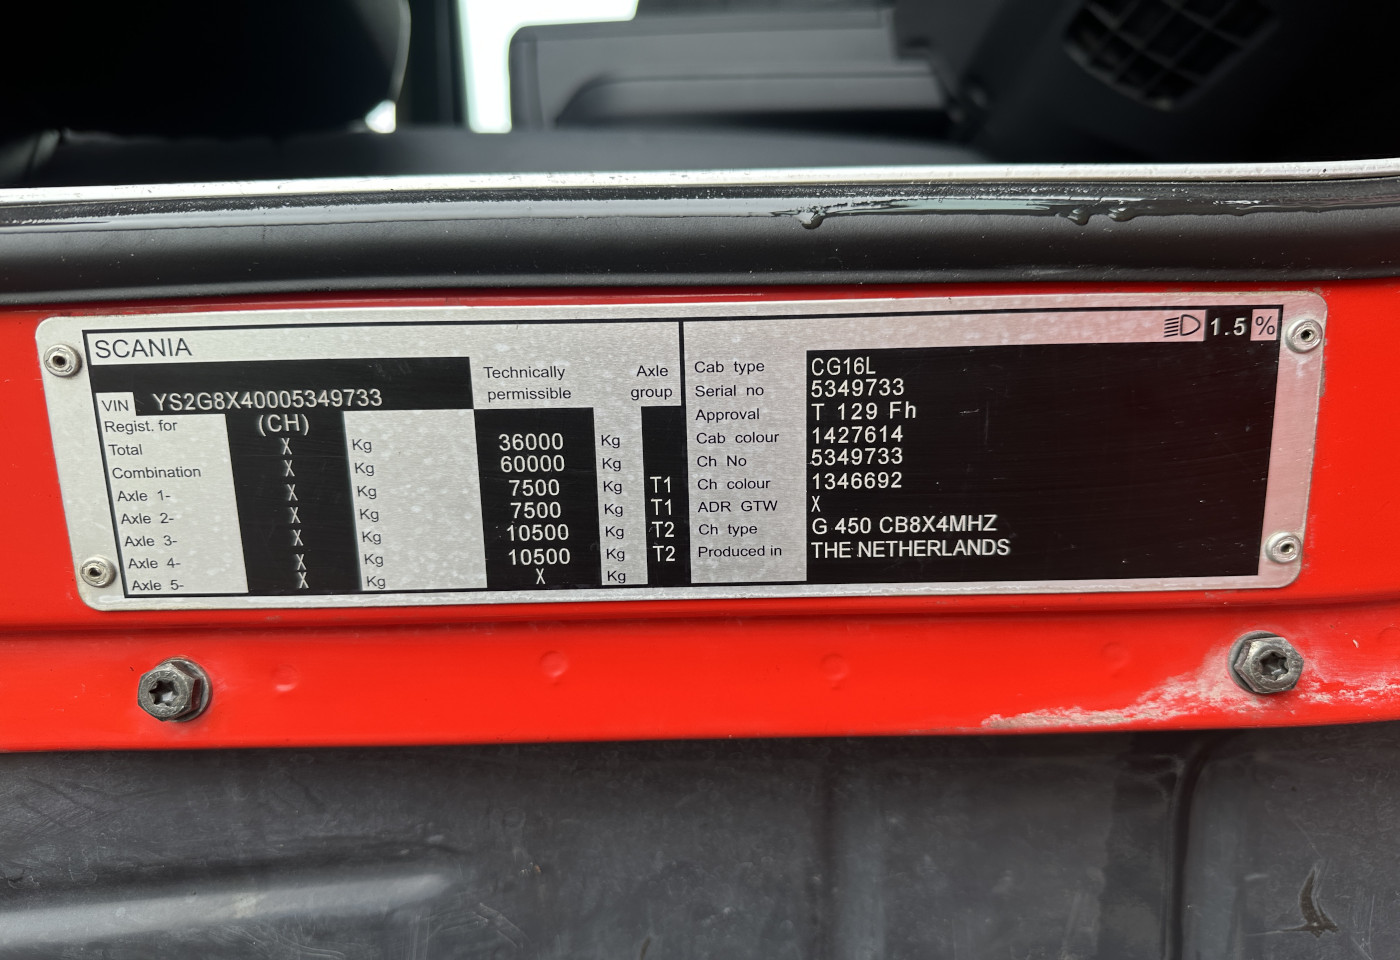 SCANIA
VIN YS2G8X40005349733
Technically permissible
Axle group
Regist. for (CH)
Total X Kg 36000 Kg
Combination X Kg 60000 Kg
Axle 1- X Kg 7500 Kg T1
Axle 2- X Kg 7500 Kg T1
Axle 3- X Kg 10500 Kg T2
Axle 4- X Kg 10500 Kg T2
Axle 5- X Kg X Kg
1.5 %
Cab type CG16L
Serial no 5349733
Approval T 129 Fh
Cab colour 1427614
Ch No 5349733
Ch colour 1346692
ADR GTW X
Ch type G 450 CB8X4MHZ
Produced in THE NETHERLANDS